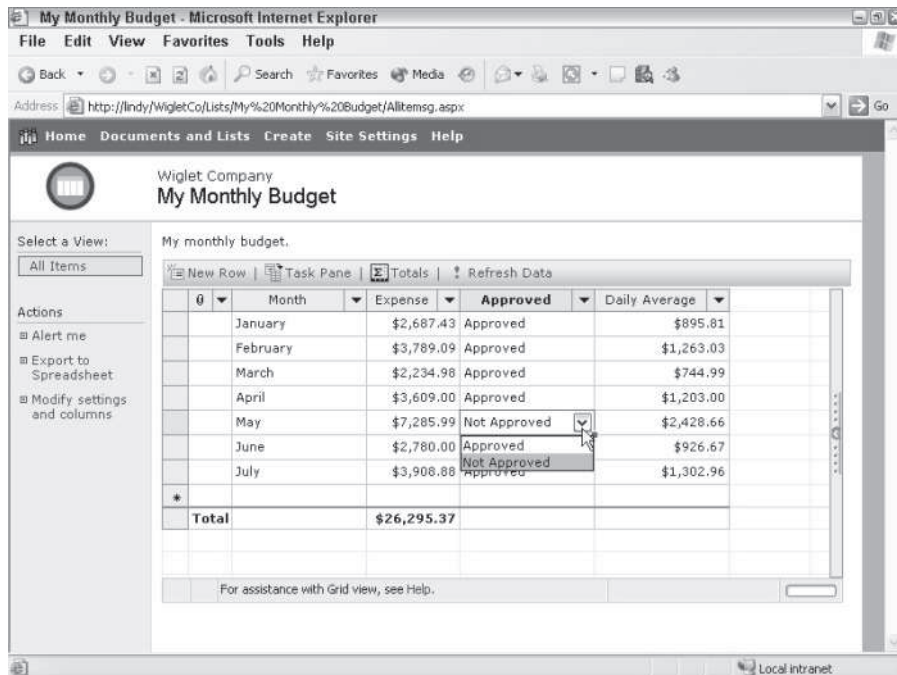 My Monthly Budget - Microsoft Internet Explorer
File Edit View Favorites Tools Help
Back Search Favorites Media
Address http://lindy/WigletCo/Lists/My%20Monthly%20Budget/Allitemsg.aspx Go
Home Documents and Lists Create Site Settings Help
Wiglet Company
My Monthly Budget
Select a View:
All Items
Actions
Alert me
Export to
Spreadsheet
Modify settings
and columns
My monthly budget.
New Row | Task Pane | Σ Totals | ! Refresh Data
Month Expense Approved Daily Average
January $2,687.43 Approved $895.81
February $3,789.09 Approved $1,263.03
March $2,234.98 Approved $744.99
April $3,609.00 Approved $1,203.00
May $7,285.99 Not Approved $2,428.66
June $2,780.00 Approved $926.67
Not Approved
July $3,908.88 Approved $1,302.96
*
Total $26,295.37
For assistance with Grid view, see Help.
Local intranet